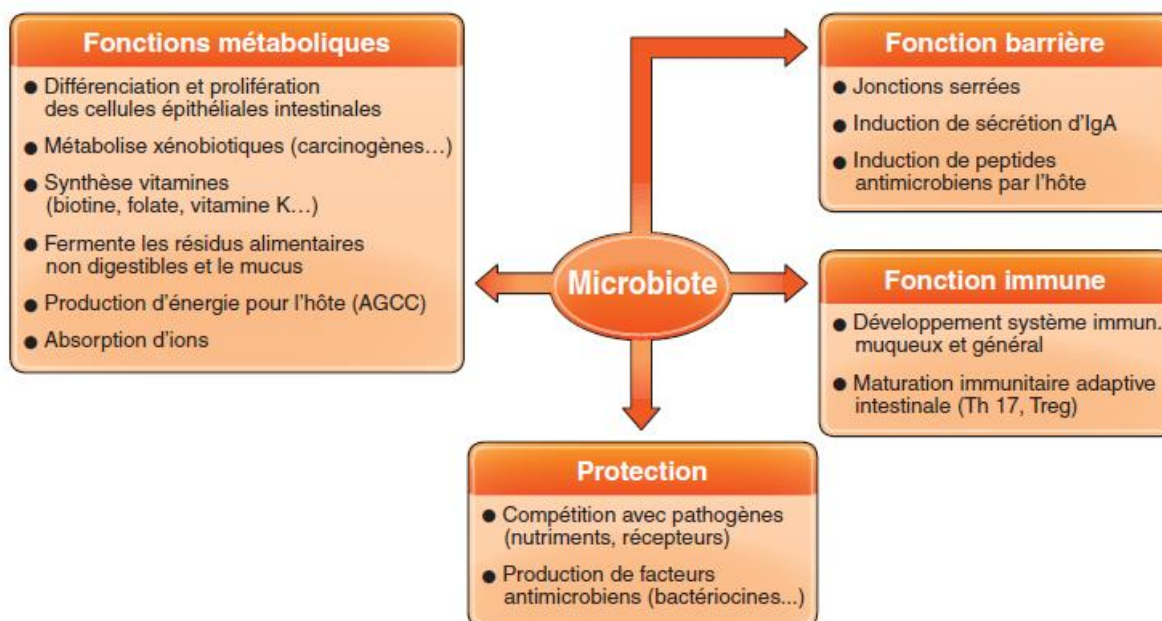 Fonctions métaboliques
● Différenciation et prolifération
des cellules épithéliales intestinales
● Métabolise xénobiotiques (carcinogènes…)
● Synthèse vitamines
(biotine, folate, vitamine K…)
● Fermente les résidus alimentaires
non digestibles et le mucus
● Production d’énergie pour l’hôte (AGCC)
● Absorption d’ions
Fonction barrière
● Jonctions serrées
● Induction de sécrétion d’IgA
● Induction de peptides
antimicrobiens par l’hôte
Microbiote
Fonction immune
● Développement système immun.
muqueux et général
● Maturation immunitaire adaptive
intestinale (Th 17, Treg)
Protection
● Compétition avec pathogènes
(nutriments, récepteurs)
● Production de facteurs
antimicrobiens (bactériocines...)